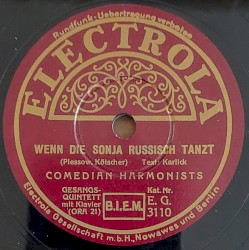 Rundfunk-Uebertragung verboten
ELECTROLA
WENN DIE SONJA RUSSISCH TANZT
(Plessow, Kötscher) Text: Karlick
COMEDIAN HARMONISTS
GESANGS-
QUINTETT
mit Klavier
(ORA 21)
B.I.E.M.
Kat. Nr.
E. G.
3110
Electrola Gesellschaft m.b.H., Nowawes und Berlin